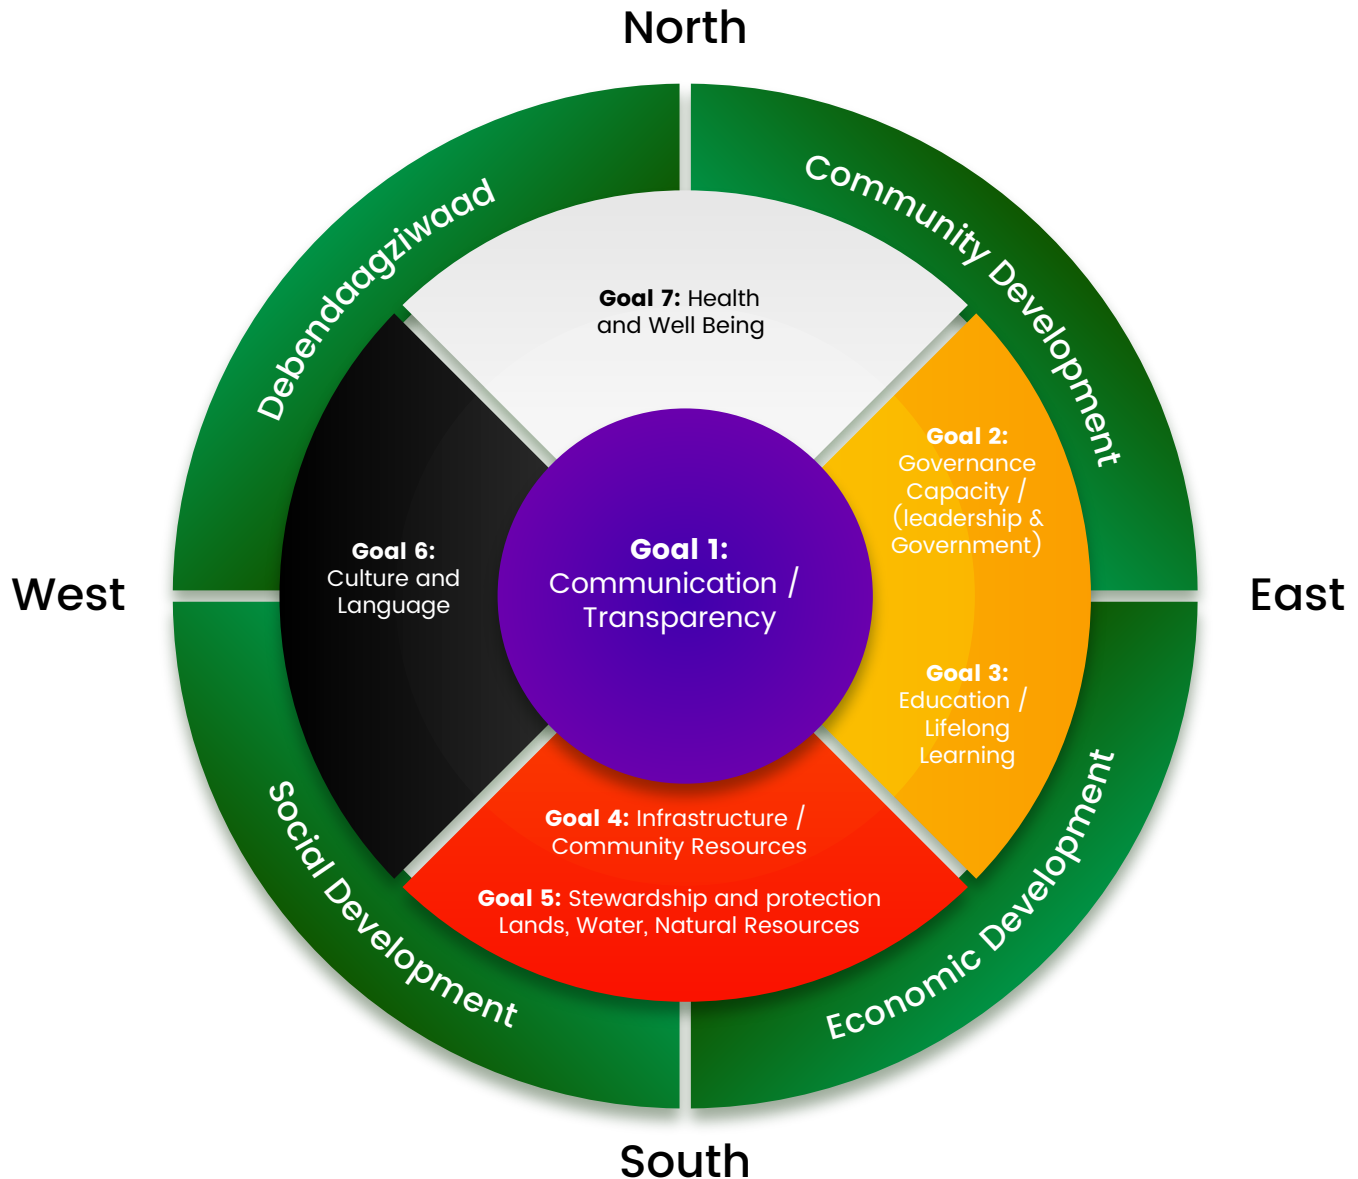 North
Debendaagziwaad
Community Development
Goal 7: Health
and Well Being
Goal 2:
Governance
Capacity /
(leadership &
Government)
West
Goal 6:
Culture and
Language
Goal 1:
Communication /
Transparency
East
Goal 3:
Education /
Lifelong
Learning
Goal 4: Infrastructure /
Community Resources
Goal 5: Stewardship and protection
Lands, Water, Natural Resources
Social Development
Economic Development
South